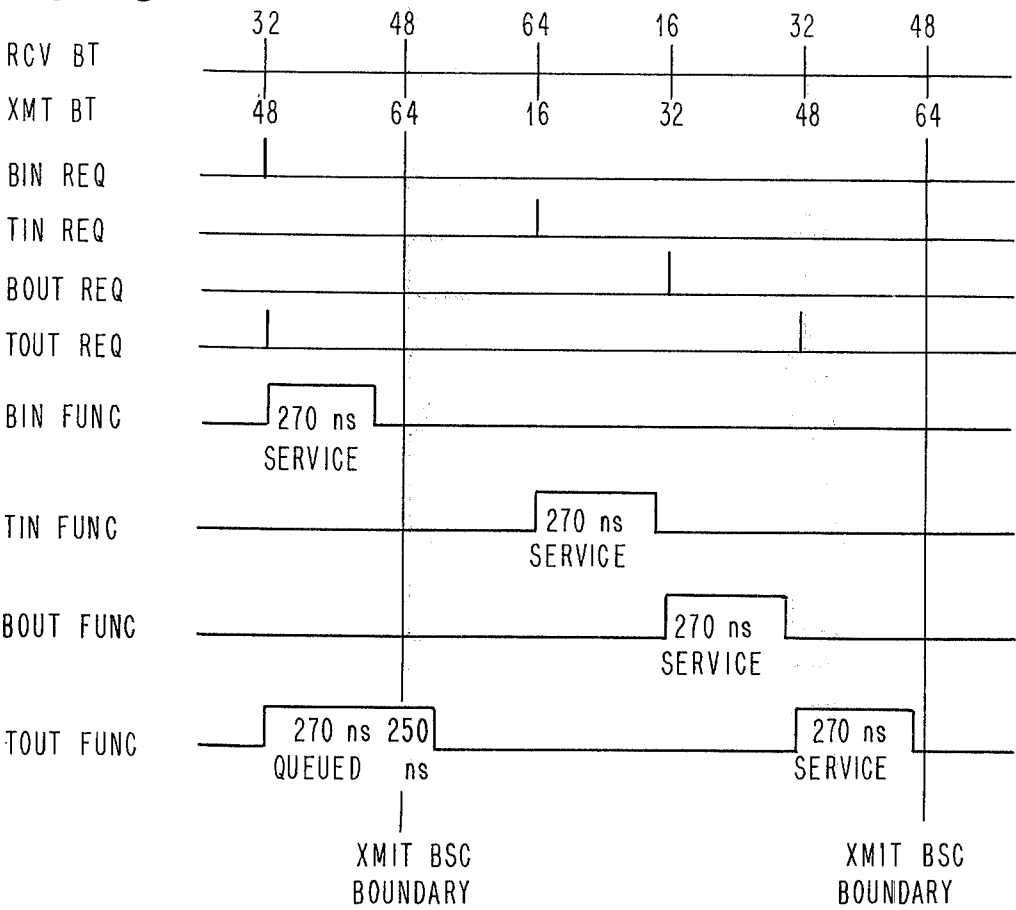 32 48 64 16 32 48
RCV BT
XMT BT
48 64 16 32 48 64
BIN REQ
TIN REQ
BOUT REQ
TOUT REQ
BIN FUNC
270 ns
SERVICE
TIN FUNC
270 ns
SERVICE
BOUT FUNC
270 ns
SERVICE
TOUT FUNC
270 ns 250
QUEUED ns
270 ns
SERVICE
XMIT BSC
BOUNDARY
XMIT BSC
BOUNDARY